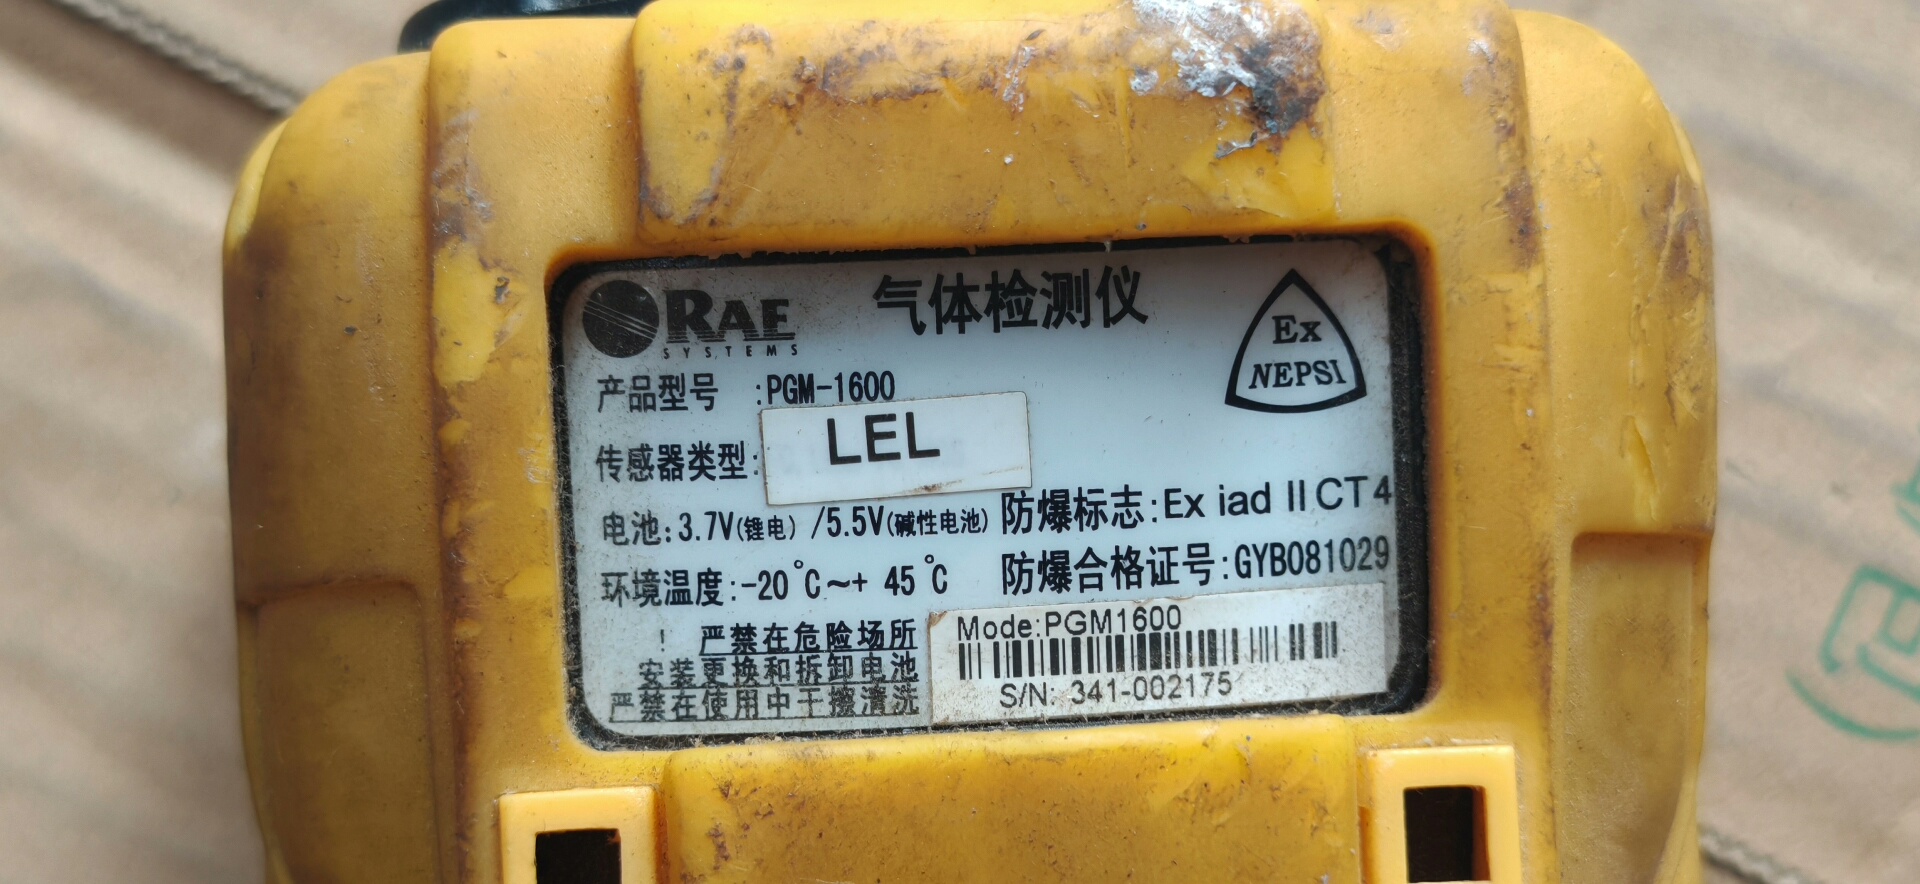 RAE
SYSTEMS
气体检测仪
Ex
NEPSI
产品型号 :PGM-1600
传感器类型: LEL
电池:3.7V(锂电) /5.5V(碱性电池) 防爆标志:Ex iad II CT4
环境温度:-20℃~+ 45℃ 防爆合格证号:GYB081029
! 严禁在危险场所
安装更换和拆卸电池
严禁在使用中干擦清洗
Mode:PGM1600
S/N: 341-002175